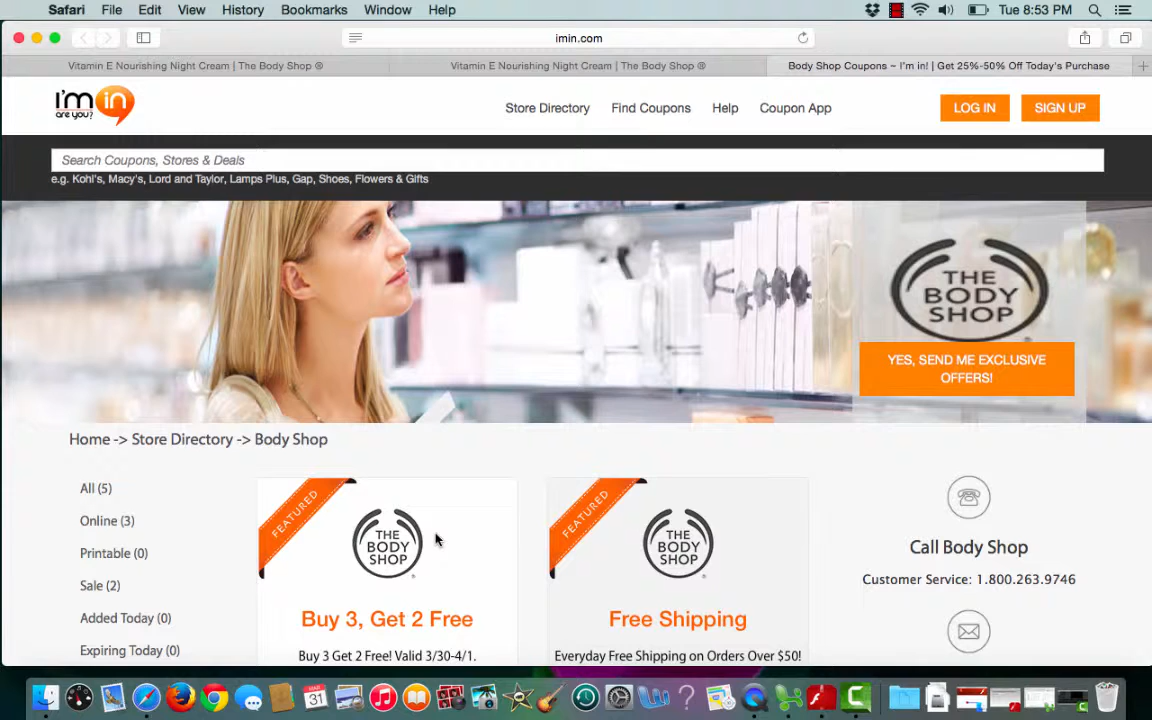 Safari File Edit View History Bookmarks Window Help Tue 8:53 PM
imin.com
Vitamin E Nourishing Night Cream | The Body Shop ® Vitamin E Nourishing Night Cream | The Body Shop ® Body Shop Coupons – I'm in! | Get 25%-50% Off Today's Purchase
I'm in are you? Store Directory Find Coupons Help Coupon App LOG IN SIGN UP
Search Coupons, Stores & Deals
e.g. Kohl's, Macy's, Lord and Taylor, Lamps Plus, Gap, Shoes, Flowers & Gifts
THE
BODY
SHOP
YES, SEND ME EXCLUSIVE
OFFERS!
Home -> Store Directory -> Body Shop
All (5)
Online (3)
Printable (0)
Sale (2)
Added Today (0)
Expiring Today (0)
FEATURED
THE
BODY
SHOP
Buy 3, Get 2 Free
Buy 3 Get 2 Free! Valid 3/30-4/1.
FEATURED
THE
BODY
SHOP
Free Shipping
Everyday Free Shipping on Orders Over $50!
Call Body Shop
Customer Service: 1.800.263.9746
31